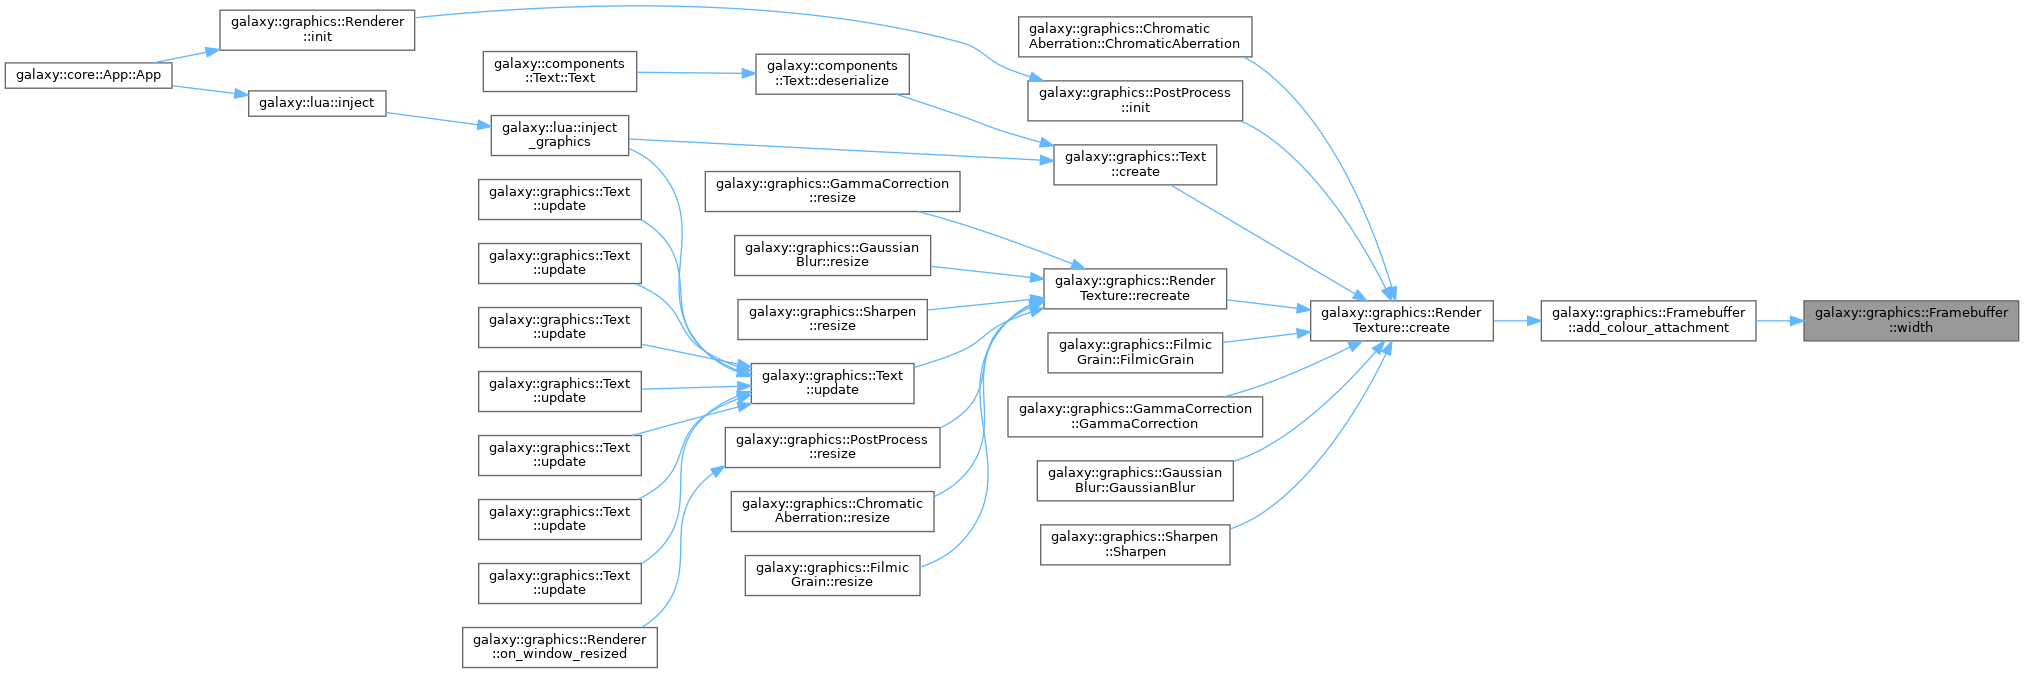 galaxy::graphics::Renderer
::init
galaxy::core::App::App
galaxy::lua::inject
galaxy::components
::Text::Text
galaxy::lua::inject
_graphics
galaxy::graphics::Text
::update
galaxy::graphics::Text
::update
galaxy::graphics::Text
::update
galaxy::graphics::Text
::update
galaxy::graphics::Text
::update
galaxy::graphics::Text
::update
galaxy::graphics::Text
::update
galaxy::graphics::Renderer
::on_window_resized
galaxy::components
::Text::deserialize
galaxy::graphics::GammaCorrection
::resize
galaxy::graphics::Gaussian
Blur::resize
galaxy::graphics::Sharpen
::resize
galaxy::graphics::Text
::update
galaxy::graphics::PostProcess
::resize
galaxy::graphics::Chromatic
Aberration::resize
galaxy::graphics::Filmic
Grain::resize
galaxy::graphics::Chromatic
Aberration::ChromaticAberration
galaxy::graphics::PostProcess
::init
galaxy::graphics::Text
::create
galaxy::graphics::Render
Texture::recreate
galaxy::graphics::Filmic
Grain::FilmicGrain
galaxy::graphics::GammaCorrection
::GammaCorrection
galaxy::graphics::Gaussian
Blur::GaussianBlur
galaxy::graphics::Sharpen
::Sharpen
galaxy::graphics::Render
Texture::create
galaxy::graphics::Framebuffer
::add_colour_attachment
galaxy::graphics::Framebuffer
::width